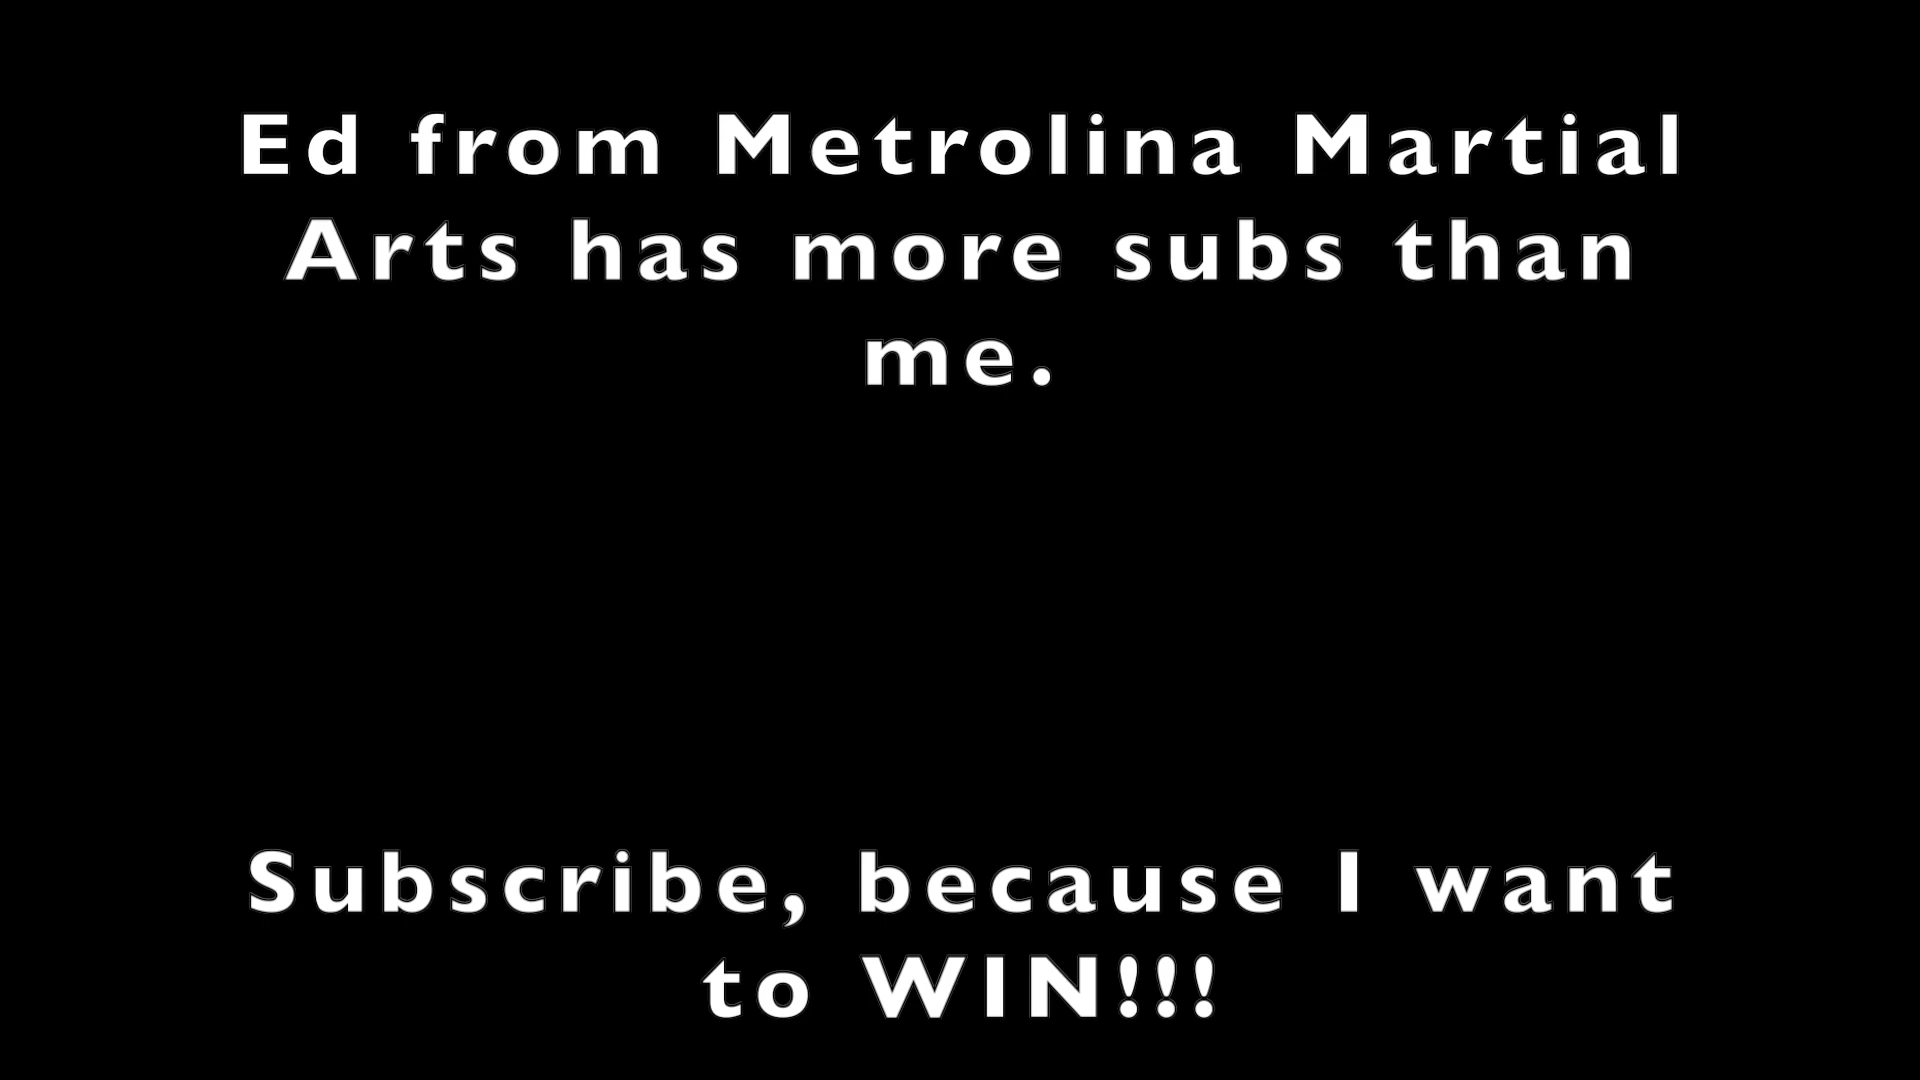 Ed from Metrolina Martial
Arts has more subs than
me.
Subscribe, because I want
to WIN!!!